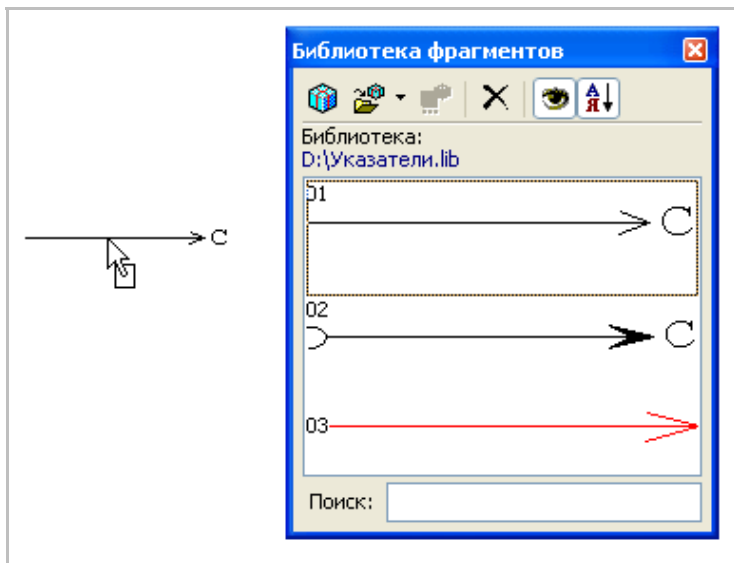 Библиотека фрагментов
А
Я
Библиотека:
D:\Указатели.lib
01
C
C
02
C
03
Поиск: